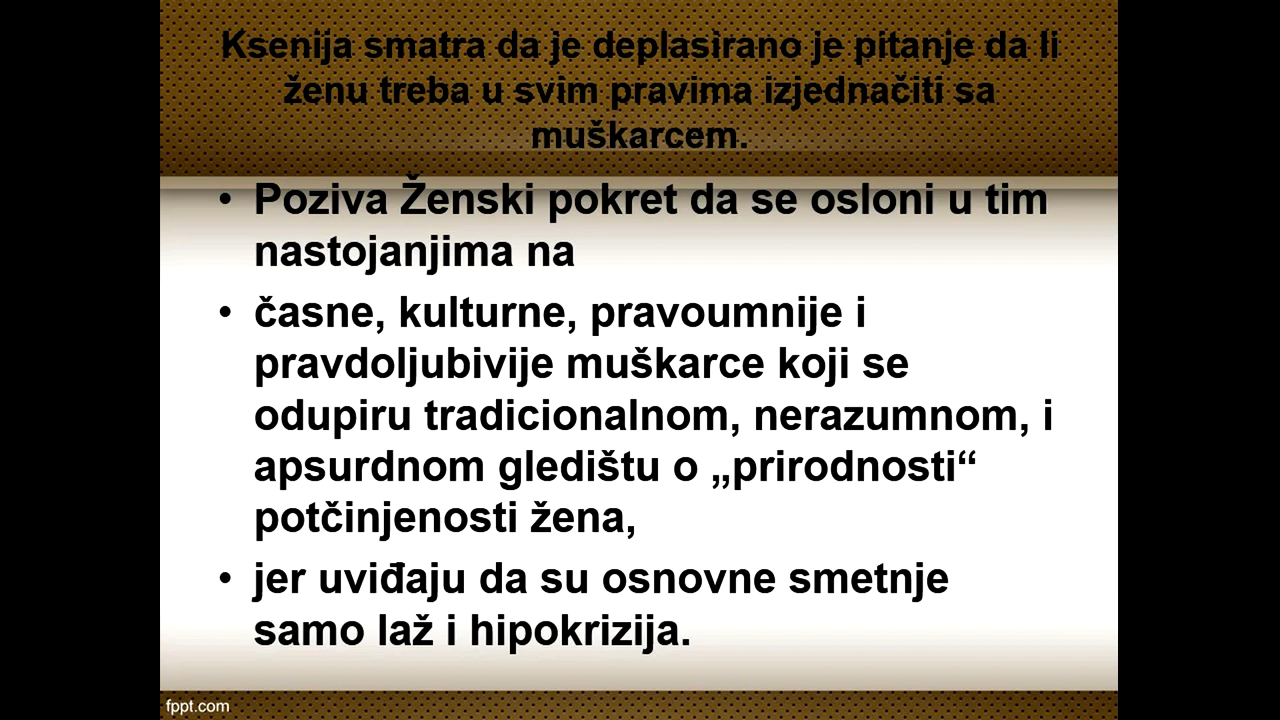 Ksenija smatra da je deplasirano je pitanje da li
ženu treba u svim pravima izjednačiti sa
muškarcem.
• Poziva Ženski pokret da se osloni u tim
nastojanjima na
• časne, kulturne, pravoumnije i
pravdoljubivije muškarce koji se
odupiru tradicionalnom, nerazumnom, i
apsurdnom gledištu o „prirodnosti“
potčinjenosti žena,
• jer uviđaju da su osnovne smetnje
samo laž i hipokrizija.
fppt.com